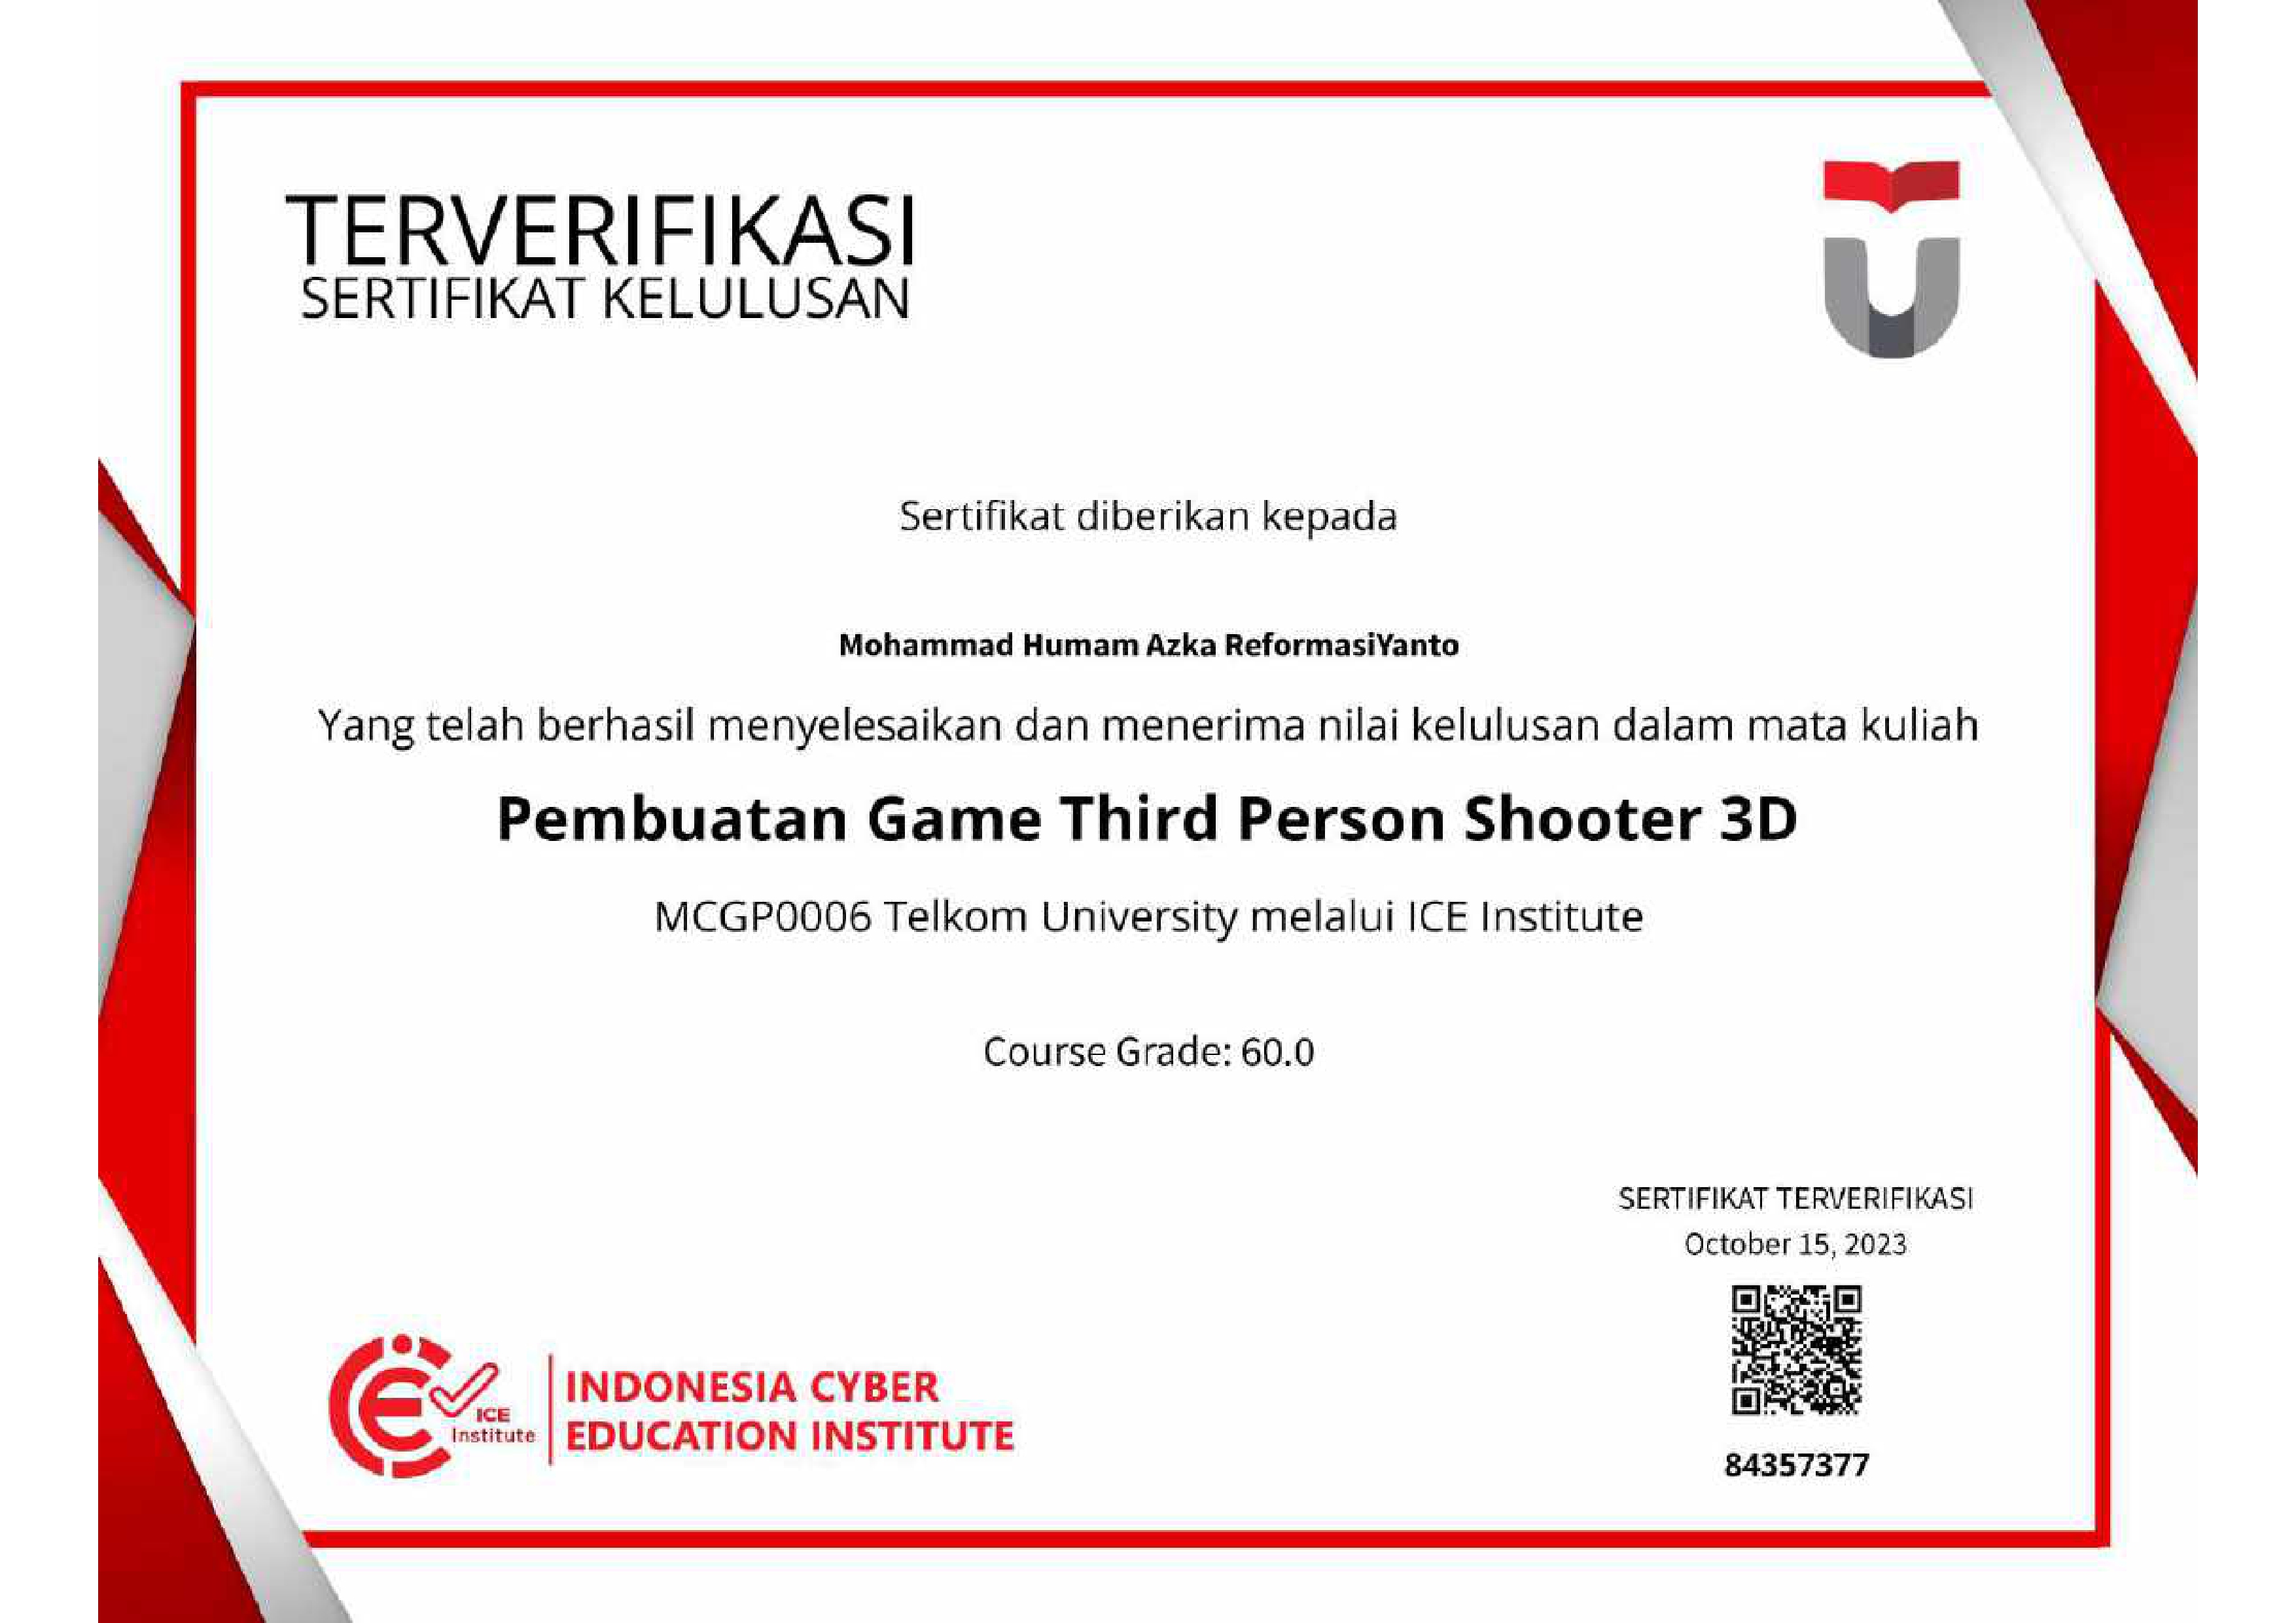 TERVERIFIKASI
SERTIFIKAT KELULUSAN
Sertifikat diberikan kepada
Mohammad Humam Azka ReformasiYanto
Yang telah berhasil menyelesaikan dan menerima nilai kelulusan dalam mata kuliah
Pembuatan Game Third Person Shooter 3D
MCGP0006 Telkom University melalui ICE Institute
Course Grade: 60.0
SERTIFIKAT TERVERIFIKASI
October 15, 2023
84357377
ICE
Institute
INDONESIA CYBER
EDUCATION INSTITUTE